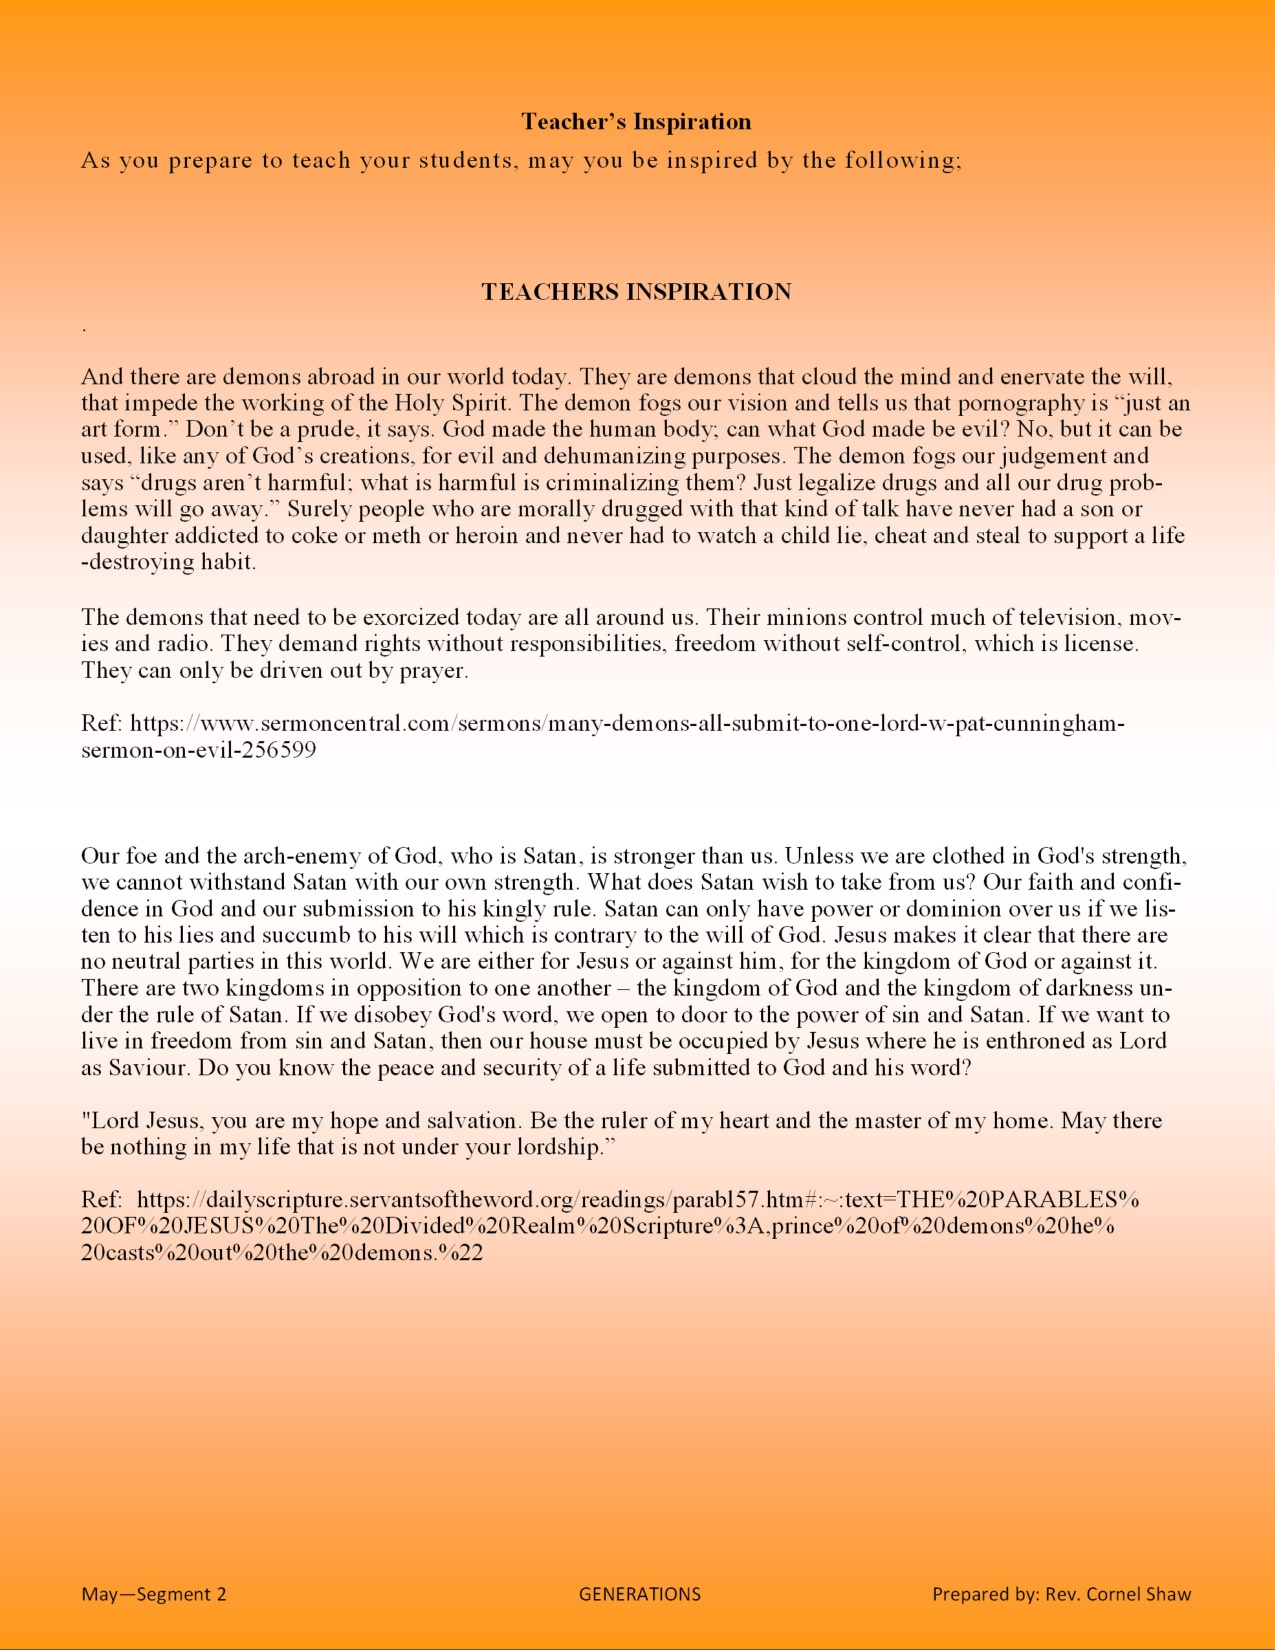 Teacher’s Inspiration
As you prepare to teach your students, may you be inspired by the following;
TEACHERS INSPIRATION
.
And there are demons abroad in our world today. They are demons that cloud the mind and enervate the will,
that impede the working of the Holy Spirit. The demon fogs our vision and tells us that pornography is “just an
art form.” Don’t be a prude, it says. God made the human body; can what God made be evil? No, but it can be
used, like any of God’s creations, for evil and dehumanizing purposes. The demon fogs our judgement and
says “drugs aren’t harmful; what is harmful is criminalizing them? Just legalize drugs and all our drug prob-
lems will go away.” Surely people who are morally drugged with that kind of talk have never had a son or
daughter addicted to coke or meth or heroin and never had to watch a child lie, cheat and steal to support a life
-destroying habit.
The demons that need to be exorcized today are all around us. Their minions control much of television, mov-
ies and radio. They demand rights without responsibilities, freedom without self-control, which is license.
They can only be driven out by prayer.
Ref: https://www.sermoncentral.com/sermons/many-demons-all-submit-to-one-lord-w-pat-cunningham-
sermon-on-evil-256599
Our foe and the arch-enemy of God, who is Satan, is stronger than us. Unless we are clothed in God's strength,
we cannot withstand Satan with our own strength. What does Satan wish to take from us? Our faith and confi-
dence in God and our submission to his kingly rule. Satan can only have power or dominion over us if we lis-
ten to his lies and succumb to his will which is contrary to the will of God. Jesus makes it clear that there are
no neutral parties in this world. We are either for Jesus or against him, for the kingdom of God or against it.
There are two kingdoms in opposition to one another – the kingdom of God and the kingdom of darkness un-
der the rule of Satan. If we disobey God's word, we open to door to the power of sin and Satan. If we want to
live in freedom from sin and Satan, then our house must be occupied by Jesus where he is enthroned as Lord
as Saviour. Do you know the peace and security of a life submitted to God and his word?
"Lord Jesus, you are my hope and salvation. Be the ruler of my heart and the master of my home. May there
be nothing in my life that is not under your lordship.”
Ref:  https://dailyscripture.servantsoftheword.org/readings/parabl57.htm#:~:text=THE%20PARABLES%
20OF%20JESUS%20The%20Divided%20Realm%20Scripture%3A,prince%20of%20demons%20he%
20casts%20out%20the%20demons.%22
May—Segment 2 GENERATIONS Prepared by: Rev. Cornel Shaw